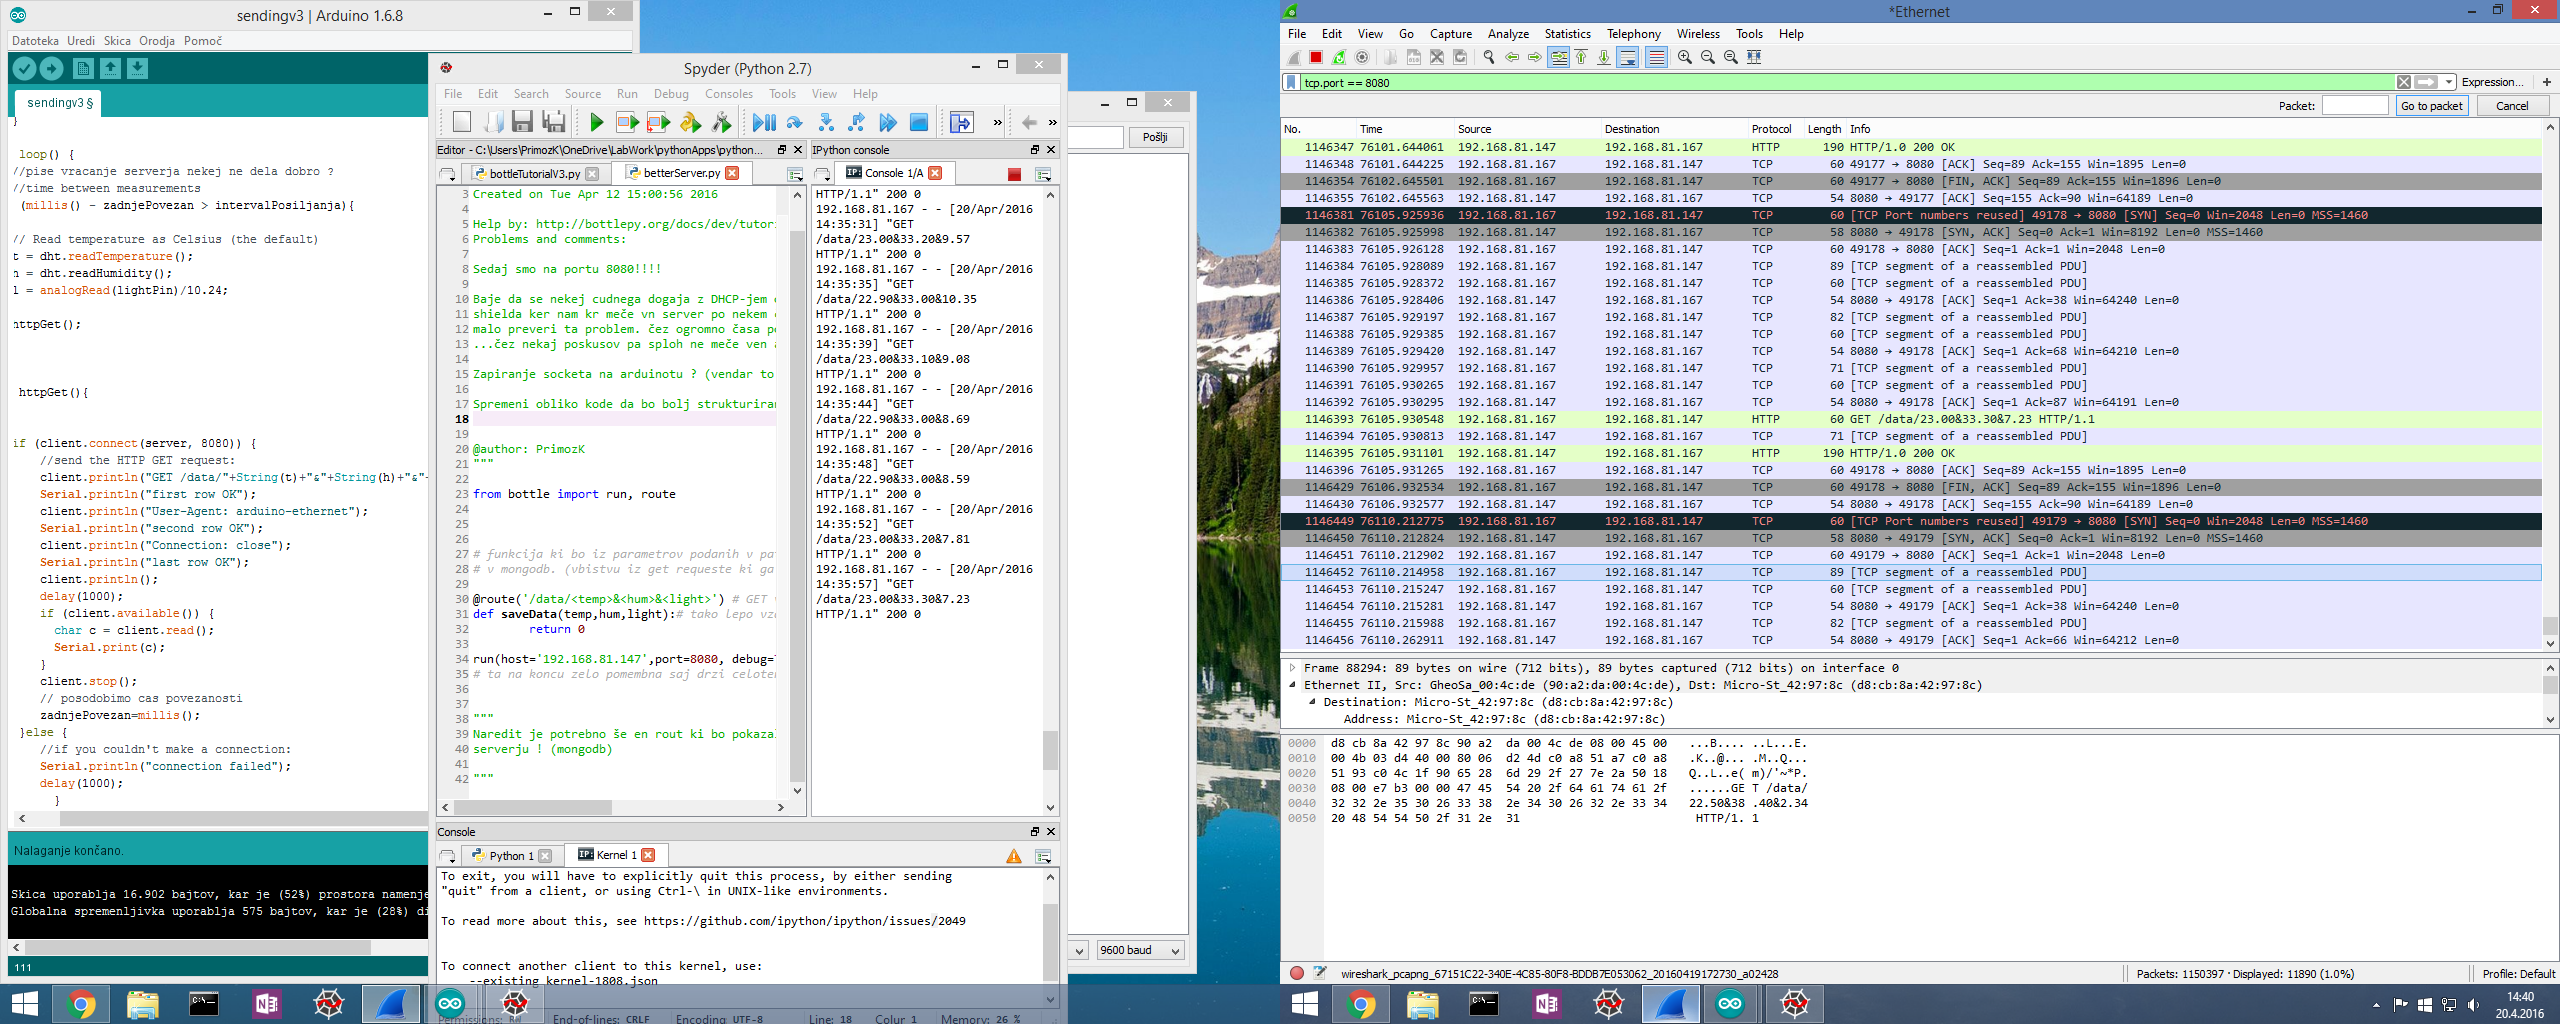 sendingv3 | Arduino 1.6.8
Datoteka Uredi Skica Orodja Pomoč
sendingv3 §
}
loop() {
//pise vracanje serverja nekej ne dela dobro ?
//time between measurements
(millis() - zadnjePovezan > intervalPosiljanja){
// Read temperature as Celsius (the default)
t = dht.readTemperature();
h = dht.readHumidity();
l = analogRead(lightPin)/10.24;
httpGet();
httpGet(){
if (client.connect(server, 8080)) {
//send the HTTP GET request:
client.println("GET /data/"+String(t)+"&"+String(h)+"&"+
Serial.println("first row OK");
client.println("User-Agent: arduino-ethernet");
Serial.println("second row OK");
client.println("Connection: close");
Serial.println("last row OK");
client.println();
delay(1000);
if (client.available()) {
char c = client.read();
Serial.print(c);
}
client.stop();
// posodobimo cas povezanosti
zadnjePovezan=millis();
}else {
//if you couldn't make a connection:
Serial.println("connection failed");
delay(1000);
}
Nalaganje končano.
Skica uporablja 16.902 bajtov, kar je (52%) prostora namenje
Globalna spremenljivka uporablja 575 bajtov, kar je (28%) di
111
Spyder (Python 2.7)
File Edit Search Source Run Debug Consoles Tools View Help
Editor - C:\Users\PrimozK\OneDrive\LabWork\pythonApps\python...
bottleTutorialV3.py betterServer.py
3 Created on Tue Apr 12 15:00:56 2016
4
5 Help by: http://bottlepy.org/docs/dev/tutor
6 Problems and comments:
7
8 Sedaj smo na portu 8080!!!!
9
10 Baje da se nekej cudnega dogaja z DHCP-jem
11 shielda ker nam kr meče vn server po nekem
12 malo preveri ta problem. čez ogromno časa
13 ...čez nekaj poskusov pa sploh ne meče ven
14
15 Zapiranje socketa na arduinotu ? (vendar to
16
17 Spremeni obliko kode da bo bolj strukturira
18
19
20 @author: PrimozK
21 """
22
23 from bottle import run, route
24
25
26
27 # funkcija ki bo iz parametrov podanih v
28 # v mongodb. (vbistvu iz get requeste ki ga
29
30 @route('/data/<temp>&<hum>&<light>') # GET
31 def saveData(temp,hum,light):# tako lepo
32 return 0
33
34 run(host='192.168.81.147',port=8080, debug=
35 # ta na koncu zelo pomembna saj drzi
36
37
38 """
39 Naredit je potrebno še en rout ki bo
40 serverju ! (mongodb)
41
42 """
IPython console
Console 1/A
HTTP/1.1" 200 0
192.168.81.167 - - [20/Apr/2016
14:35:31] "GET
/data/23.00&33.20&9.57
HTTP/1.1" 200 0
192.168.81.167 - - [20/Apr/2016
14:35:35] "GET
/data/22.90&33.00&10.35
HTTP/1.1" 200 0
192.168.81.167 - - [20/Apr/2016
14:35:39] "GET
/data/23.00&33.10&9.08
HTTP/1.1" 200 0
192.168.81.167 - - [20/Apr/2016
14:35:44] "GET
/data/22.90&33.00&8.69
HTTP/1.1" 200 0
192.168.81.167 - - [20/Apr/2016
14:35:48] "GET
/data/22.90&33.00&8.59
HTTP/1.1" 200 0
192.168.81.167 - - [20/Apr/2016
14:35:52] "GET
/data/23.00&33.20&7.81
HTTP/1.1" 200 0
192.168.81.167 - - [20/Apr/2016
14:35:57] "GET
/data/23.00&33.30&7.23
HTTP/1.1" 200 0
Console
Python 1 Kernel 1
To exit, you will have to explicitly quit this process, by either sending
"quit" from a client, or using Ctrl-\ in UNIX-like environments.
To read more about this, see https://github.com/ipython/ipython/issues/2049
To connect another client to this kernel, use:
--existing kernel-1808.json
Permissions: RW End-of-lines: CRLF Encoding: UTF-8 Line: 18 Memory: 26 %
Pošlji
9600 baud
*Ethernet
File Edit View Go Capture Analyze Statistics Telephony Wireless Tools Help
tcp.port == 8080
Expression... +
Packet: Go to packet Cancel
No. Time Source Destination Protocol Length Info
1146347 76101.644061 192.168.81.147 192.168.81.167 HTTP 190 HTTP/1.0 200 OK
1146348 76101.644225 192.168.81.167 192.168.81.147 TCP 60 49177 → 8080 [ACK] Seq=89 Ack=155 Win=1895 Len=0
1146354 76102.645501 192.168.81.167 192.168.81.147 TCP 60 49177 → 8080 [FIN, ACK] Seq=89 Ack=155 Win=1896 Len=0
1146355 76102.645563 192.168.81.147 192.168.81.167 TCP 54 8080 → 49177 [ACK] Seq=155 Ack=90 Win=64189 Len=0
1146381 76105.925936 192.168.81.167 192.168.81.147 TCP 60 [TCP Port numbers reused] 49178 → 8080 [SYN] Seq=0 Win=2048 Len=0 MSS=1460
1146382 76105.925998 192.168.81.147 192.168.81.167 TCP 58 8080 → 49178 [SYN, ACK] Seq=0 Ack=1 Win=8192 Len=0 MSS=1460
1146383 76105.926128 192.168.81.167 192.168.81.147 TCP 60 49178 → 8080 [ACK] Seq=1 Ack=1 Win=2048 Len=0
1146384 76105.928089 192.168.81.167 192.168.81.147 TCP 89 [TCP segment of a reassembled PDU]
1146385 76105.928372 192.168.81.167 192.168.81.147 TCP 60 [TCP segment of a reassembled PDU]
1146386 76105.928406 192.168.81.147 192.168.81.167 TCP 54 8080 → 49178 [ACK] Seq=1 Ack=38 Win=64240 Len=0
1146387 76105.929197 192.168.81.167 192.168.81.147 TCP 82 [TCP segment of a reassembled PDU]
1146388 76105.929385 192.168.81.167 192.168.81.147 TCP 60 [TCP segment of a reassembled PDU]
1146389 76105.929420 192.168.81.147 192.168.81.167 TCP 54 8080 → 49178 [ACK] Seq=1 Ack=68 Win=64210 Len=0
1146390 76105.929957 192.168.81.167 192.168.81.147 TCP 71 [TCP segment of a reassembled PDU]
1146391 76105.930265 192.168.81.167 192.168.81.147 TCP 60 [TCP segment of a reassembled PDU]
1146392 76105.930295 192.168.81.147 192.168.81.167 TCP 54 8080 → 49178 [ACK] Seq=1 Ack=87 Win=64191 Len=0
1146393 76105.930548 192.168.81.167 192.168.81.147 HTTP 60 GET /data/23.00&33.30&7.23 HTTP/1.1
1146394 76105.930813 192.168.81.147 192.168.81.167 TCP 71 [TCP segment of a reassembled PDU]
1146395 76105.931101 192.168.81.147 192.168.81.167 HTTP 190 HTTP/1.0 200 OK
1146396 76105.931265 192.168.81.167 192.168.81.147 TCP 60 49178 → 8080 [ACK] Seq=89 Ack=155 Win=1895 Len=0
1146429 76106.932534 192.168.81.167 192.168.81.147 TCP 60 49178 → 8080 [FIN, ACK] Seq=89 Ack=155 Win=1896 Len=0
1146430 76106.932577 192.168.81.147 192.168.81.167 TCP 54 8080 → 49178 [ACK] Seq=155 Ack=90 Win=64189 Len=0
1146449 76110.212775 192.168.81.167 192.168.81.147 TCP 60 [TCP Port numbers reused] 49179 → 8080 [SYN] Seq=0 Win=2048 Len=0 MSS=1460
1146450 76110.212824 192.168.81.147 192.168.81.167 TCP 58 8080 → 49179 [SYN, ACK] Seq=0 Ack=1 Win=8192 Len=0 MSS=1460
1146451 76110.212902 192.168.81.167 192.168.81.147 TCP 60 49179 → 8080 [ACK] Seq=1 Ack=1 Win=2048 Len=0
1146452 76110.214958 192.168.81.167 192.168.81.147 TCP 89 [TCP segment of a reassembled PDU]
1146453 76110.215247 192.168.81.167 192.168.81.147 TCP 60 [TCP segment of a reassembled PDU]
1146454 76110.215281 192.168.81.147 192.168.81.167 TCP 54 8080 → 49179 [ACK] Seq=1 Ack=38 Win=64240 Len=0
1146455 76110.215988 192.168.81.167 192.168.81.147 TCP 82 [TCP segment of a reassembled PDU]
1146456 76110.262911 192.168.81.147 192.168.81.167 TCP 54 8080 → 49179 [ACK] Seq=1 Ack=66 Win=64212 Len=0
Frame 88294: 89 bytes on wire (712 bits), 89 bytes captured (712 bits) on interface 0
Ethernet II, Src: GheoSa_00:4c:de (90:a2:da:00:4c:de), Dst: Micro-St_42:97:8c (d8:cb:8a:42:97:8c)
Destination: Micro-St_42:97:8c (d8:cb:8a:42:97:8c)
Address: Micro-St_42:97:8c (d8:cb:8a:42:97:8c)
0000 d8 cb 8a 42 97 8c 90 a2 da 00 4c de 08 00 45 00 ...B.... ..L...E.
0010 00 4b 03 d4 40 00 80 06 d2 4d c0 a8 51 a7 c0 a8 .K..@... .M..Q...
0020 51 93 c0 4c 1f 90 65 28 6d 29 2f 27 7e 2a 50 18 Q..L..e( m)/'~*P.
0030 08 00 e7 b3 00 00 47 45 54 20 2f 64 61 74 61 2f ......GE T /data/
0040 32 32 2e 35 30 26 33 38 2e 34 30 26 32 2e 33 34 22.50&38 .40&2.34
0050 20 48 54 54 50 2f 31 2e 31 HTTP/1. 1
wireshark_pcapng_67151C22-340E-4C85-80F8-BDDB7E053062_20160419172730_a02428
Packets: 1150397 · Displayed: 11890 (1.0%)
Profile: Default
14:40
20.4.2016